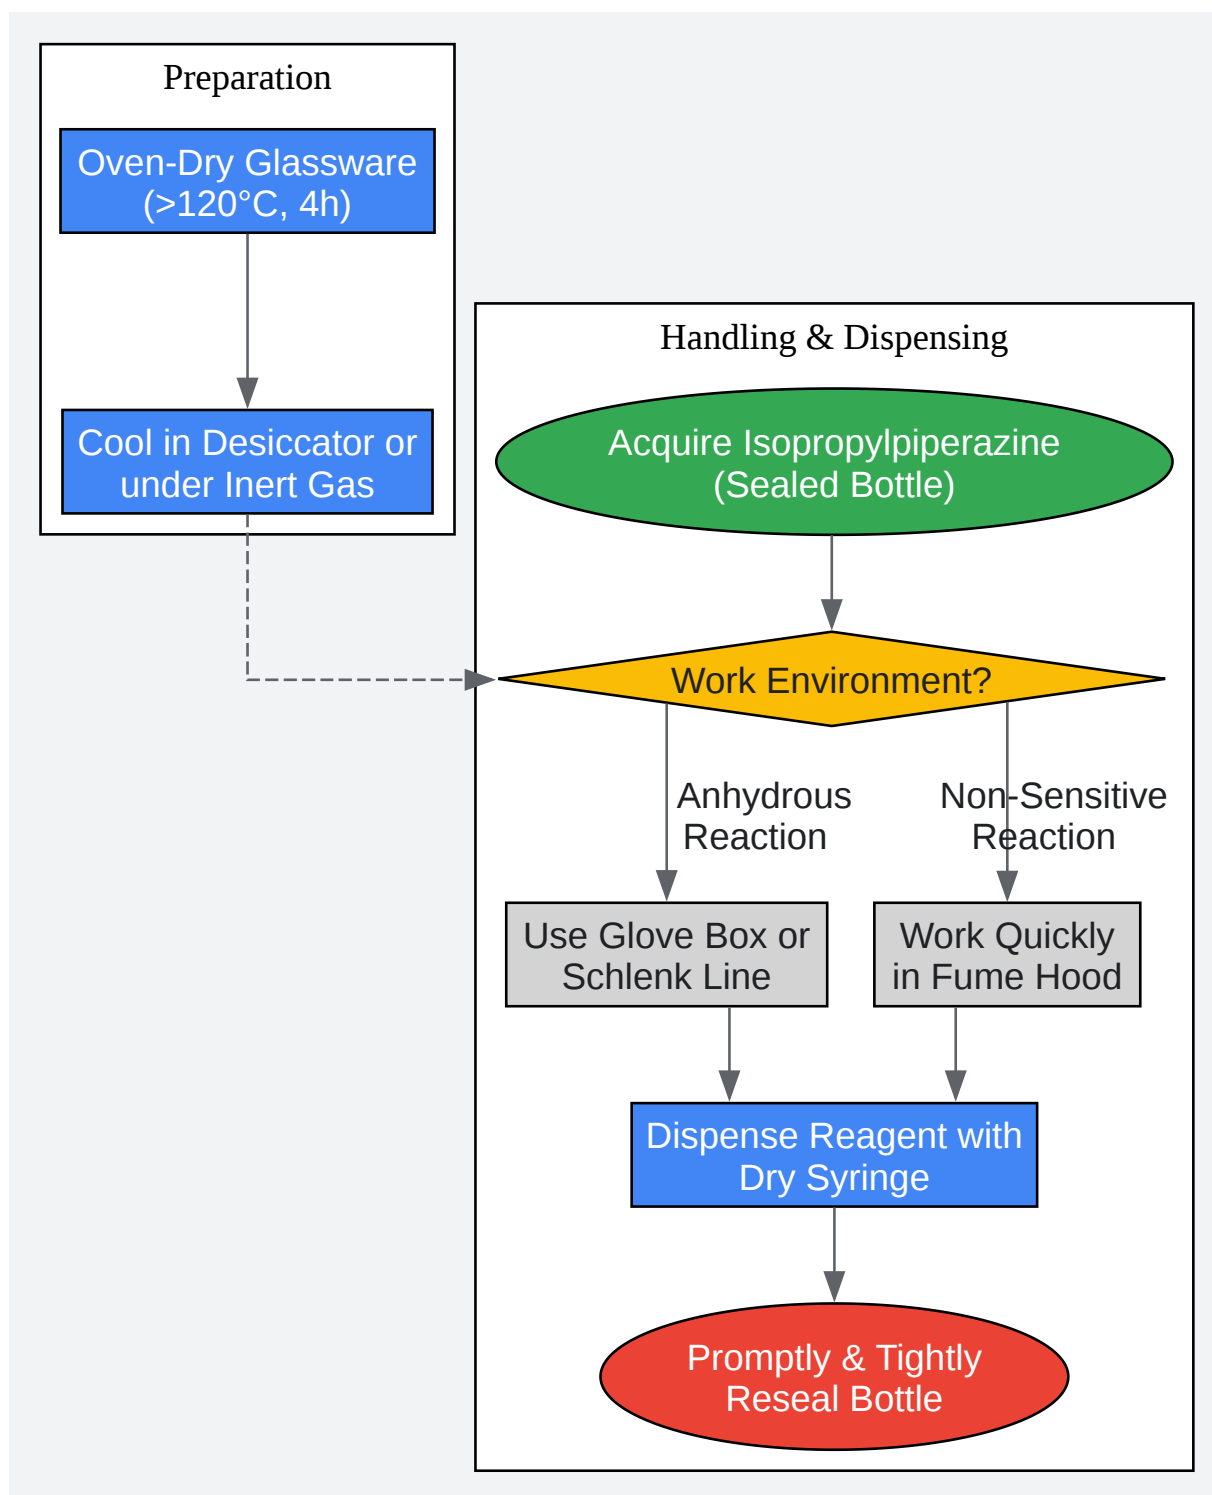 Preparation
Oven-Dry Glassware
(>120°C, 4h)
Cool in Desiccator or
under Inert Gas
Handling & Dispensing
Acquire Isopropylpiperazine
(Sealed Bottle)
Work Environment?
Anhydrous
Reaction
Non-Sensitive
Reaction
Use Glove Box or
Schlenk Line
Work Quickly
in Fume Hood
Dispense Reagent with
Dry Syringe
Promptly & Tightly
Reseal Bottle